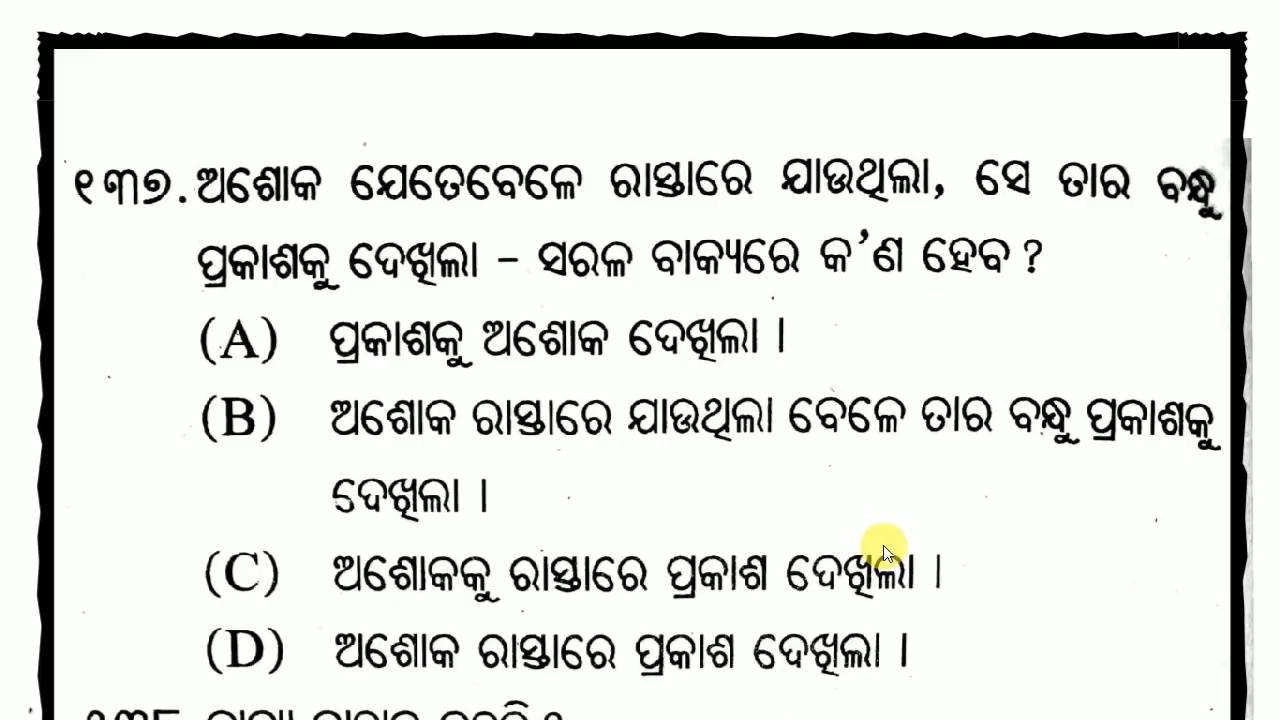 ୧୩୭. ଅଶୋକ ଯେତେବେଳେ ରାସ୍ତାରେ ଯାଉଥିଲା, ସେ ତାର ବନ୍ଧୁ
ପ୍ରକାଶକୁ ଦେଖିଲା – ସରଳ ବାକ୍ୟରେ କ'ଣ ହେବ ?
(A) ପ୍ରକାଶକୁ ଅଶୋକ ଦେଖିଲା ।
(B) ଅଶୋକ ରାସ୍ତାରେ ଯାଉଥିଲା ବେଳେ ତାର ବନ୍ଧୁ ପ୍ରକାଶକୁ
ଦେଖିଲା ।
(C) ଅଶୋକକୁ ରାସ୍ତାରେ ପ୍ରକାଶ ଦେଖିଲା ।
(D) ଅଶୋକ ରାସ୍ତାରେ ପ୍ରକାଶ ଦେଖିଲା ।